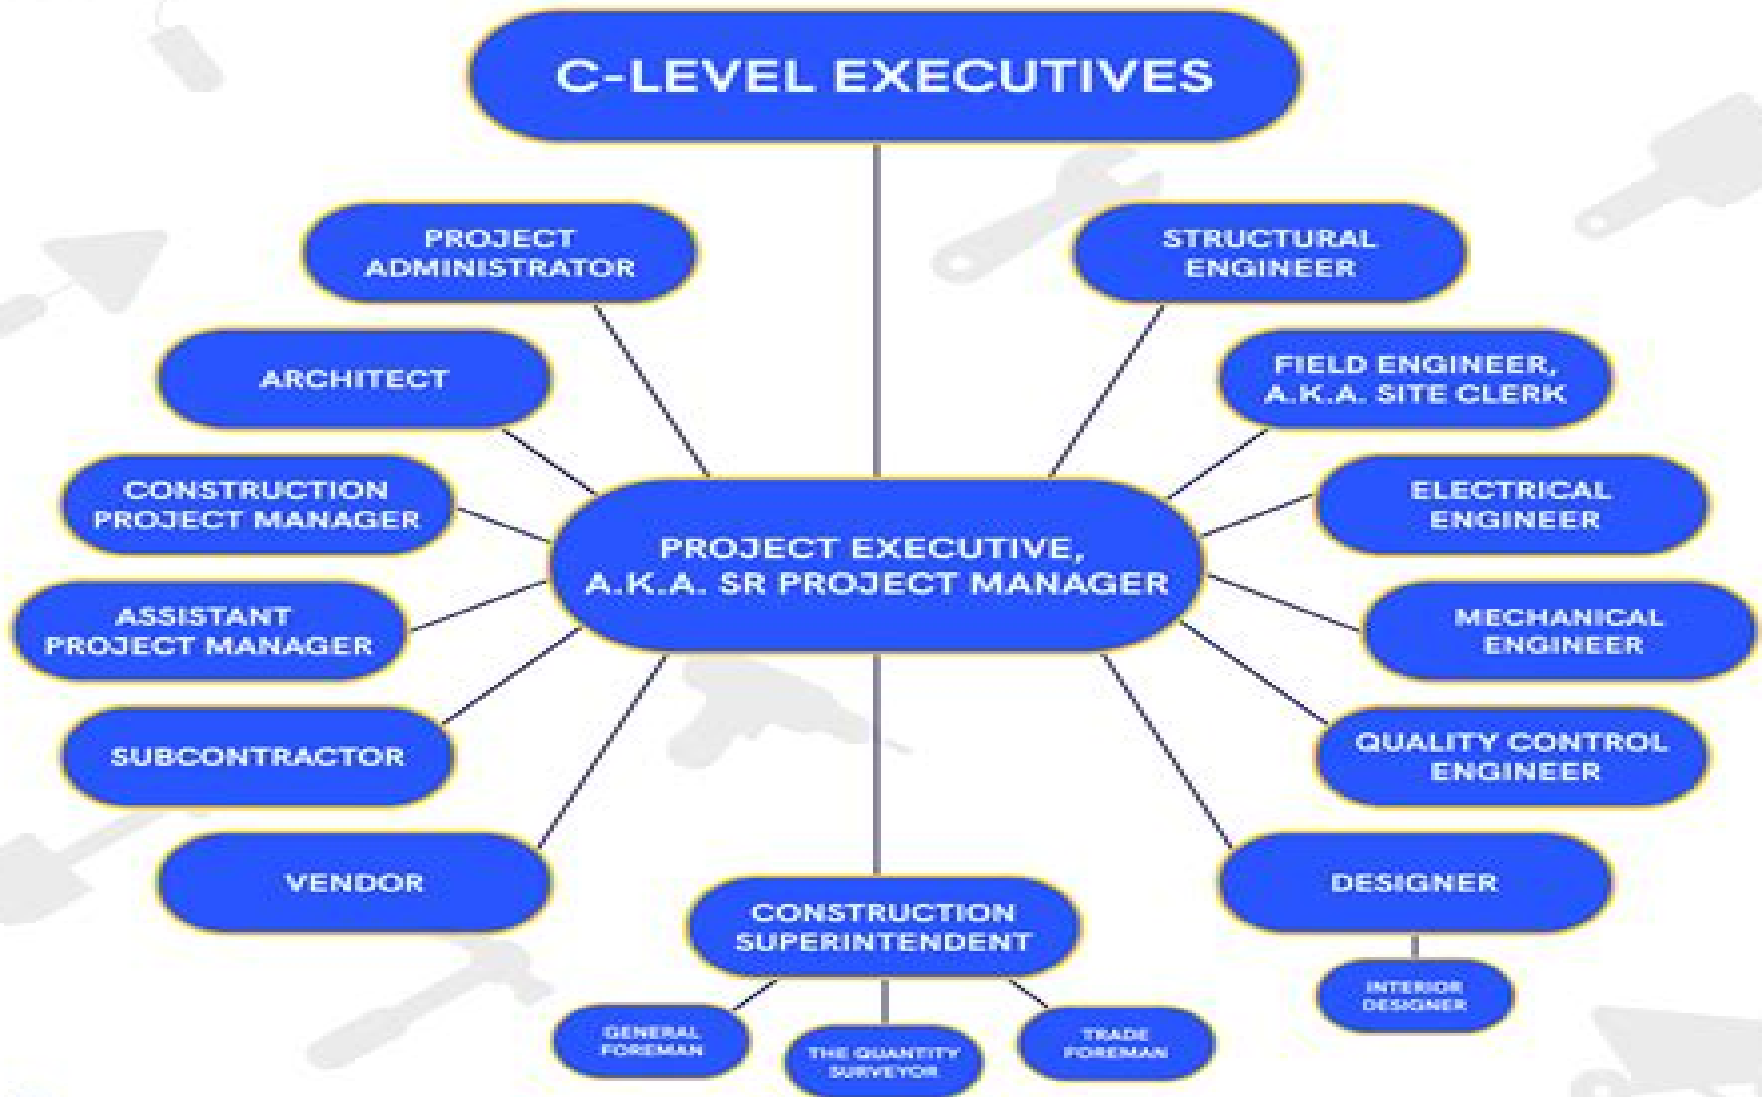 C-LEVEL EXECUTIVES
PROJECT
ADMINISTRATOR
STRUCTURAL
ENGINEER
ARCHITECT
FIELD ENGINEER,
A.K.A. SITE CLERK
CONSTRUCTION
PROJECT MANAGER
ELECTRICAL
ENGINEER
PROJECT EXECUTIVE,
A.K.A. SR PROJECT MANAGER
ASSISTANT
PROJECT MANAGER
MECHANICAL
ENGINEER
SUBCONTRACTOR
QUALITY CONTROL
ENGINEER
VENDOR
DESIGNER
CONSTRUCTION
SUPERINTENDENT
INTERIOR
DESIGNER
GENERAL
FOREMAN
THE QUANTITY
SURVEYOR
TRADE
FOREMAN